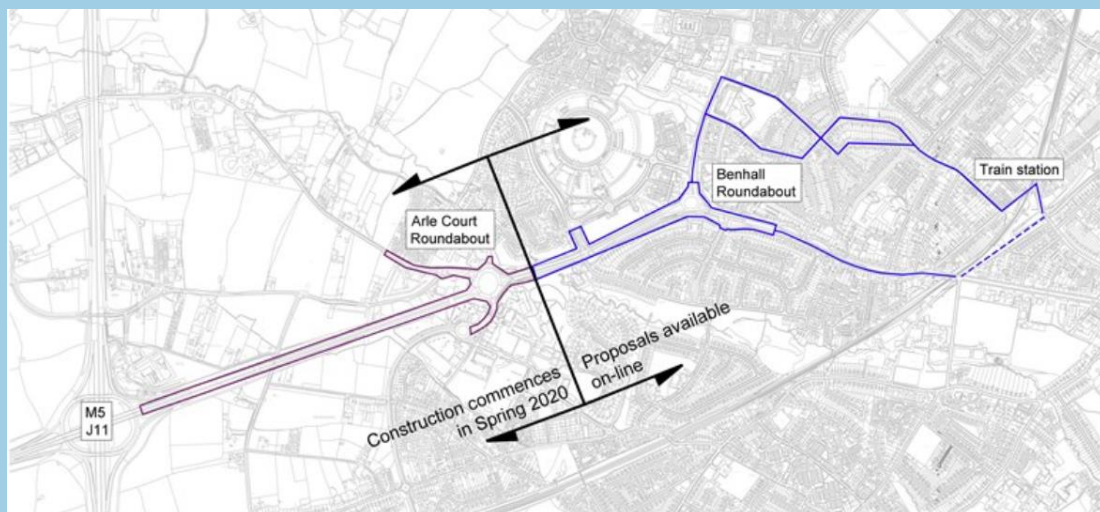 Train station
Benhall
Roundabout
Arle Court
Roundabout
Construction commences
in Spring 2020
Proposals available
on-line
M5
J11